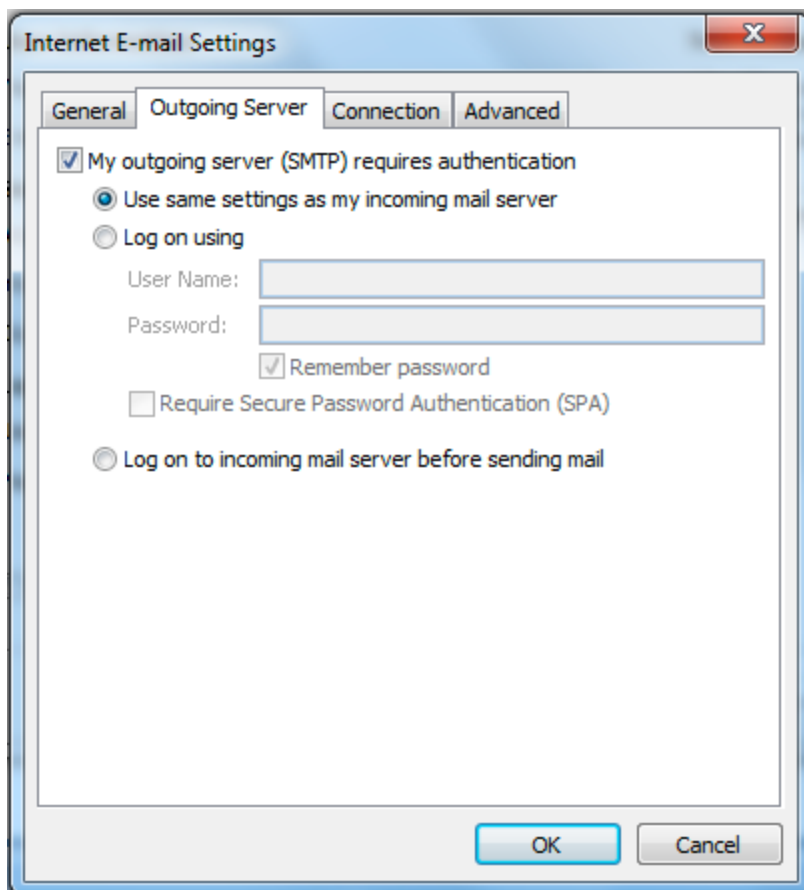 Internet E-mail Settings
General Outgoing Server Connection Advanced
My outgoing server (SMTP) requires authentication
Use same settings as my incoming mail server
Log on using
User Name:
Password:
Remember password
Require Secure Password Authentication (SPA)
Log on to incoming mail server before sending mail
OK Cancel